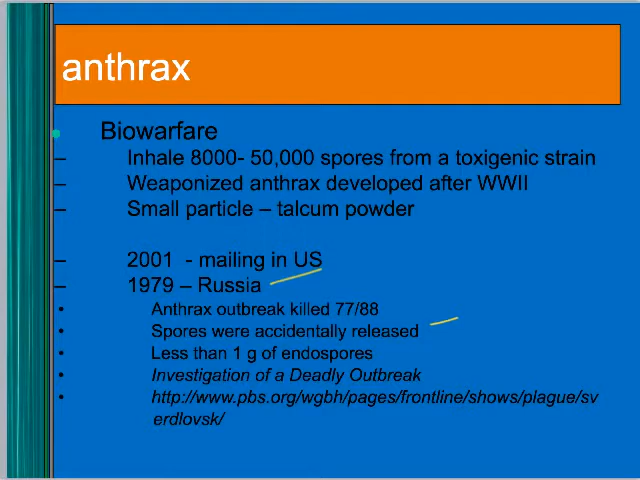 anthrax
• Biowarfare
– Inhale 8000- 50,000 spores from a toxigenic strain
– Weaponized anthrax developed after WWII
– Small particle – talcum powder
– 2001  - mailing in US
– 1979 – Russia
• Anthrax outbreak killed 77/88
• Spores were accidentally released
• Less than 1 g of endospores
• Investigation of a Deadly Outbreak
• http://www.pbs.org/wgbh/pages/frontline/shows/plague/sv
erdlovsk/